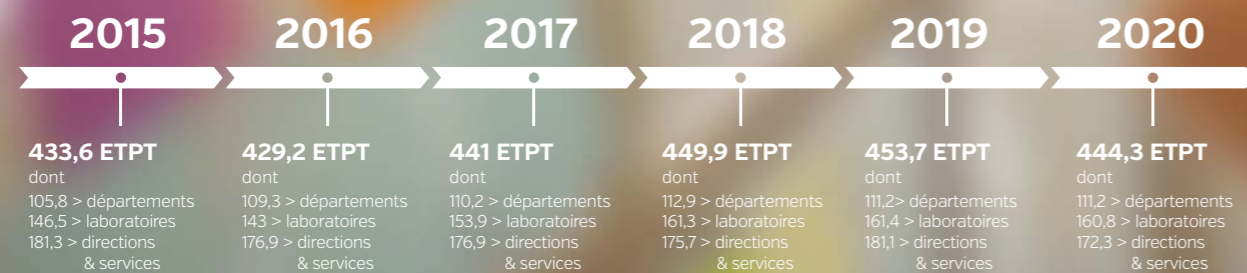 2015
433,6 ETPT
dont
105,8 > départements
146,5 > laboratoires
181,3 > directions
& services
2016
429,2 ETPT
dont
109,3 > départements
143 > laboratoires
176,9 > directions
& services
2017
441 ETPT
dont
110,2 > départements
153,9 > laboratoires
176,9 > directions
& services
2018
449,9 ETPT
dont
112,9 > départements
161,3 > laboratoires
175,7 > directions
& services
2019
453,7 ETPT
dont
111,2> départements
161,4 > laboratoires
181,1 > directions
& services
2020
444,3 ETPT
dont
111,2 > départements
160,8 > laboratoires
172,3 > directions
& services